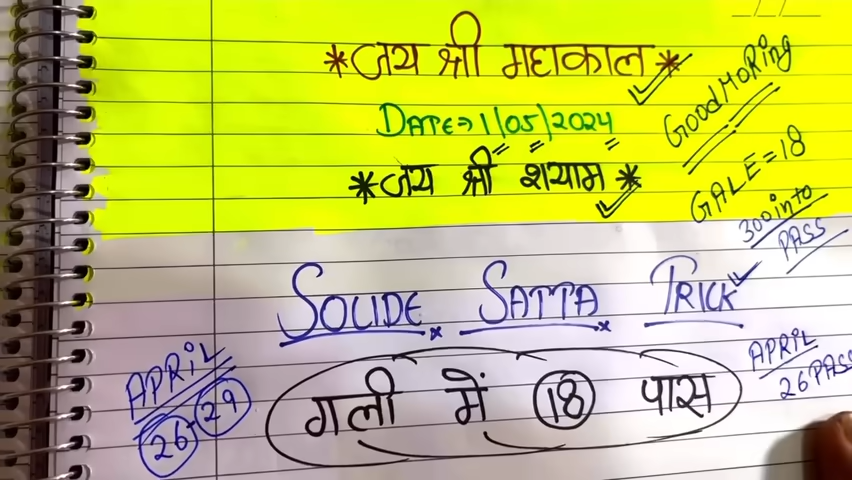 *जय श्री महाकाल*
GOOD MORING
DATE⇒1/05/2024
*जय श्री शयाम*
GALE=18
300 into
PASS
SOLIDE SATTA TRICK
APRIL
26-29
गली में 18 पास
APRIL
26 PASS